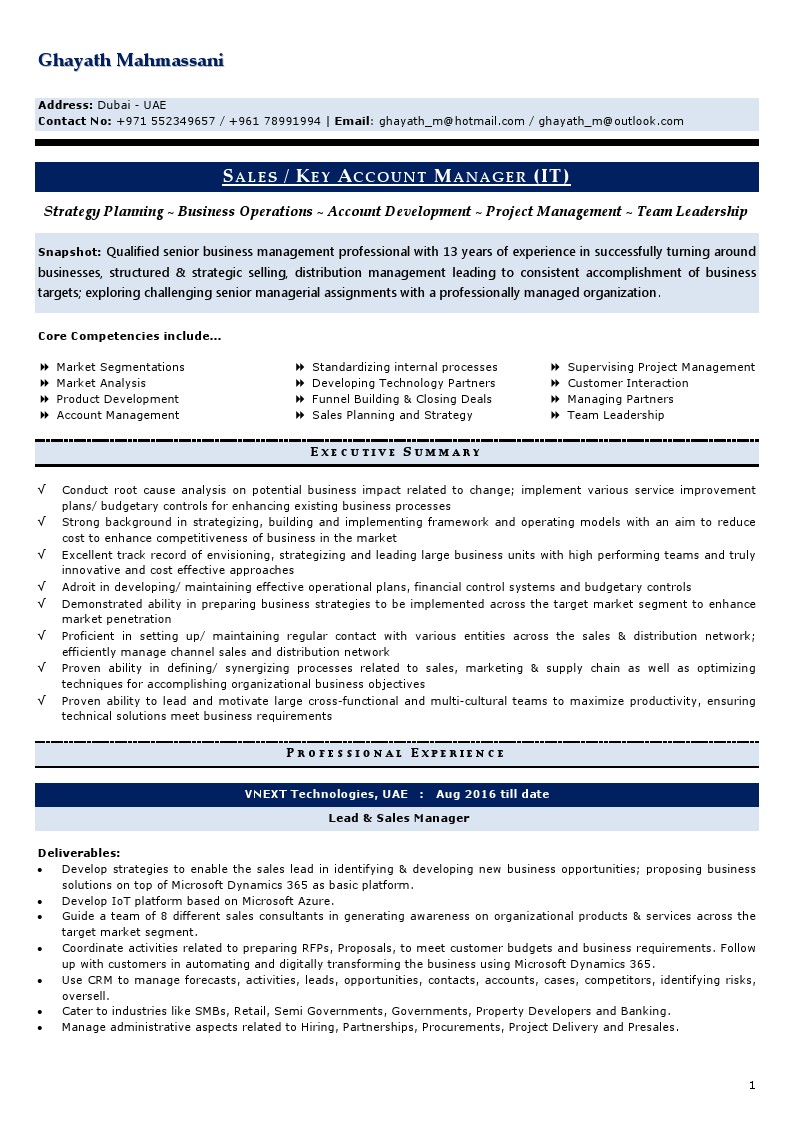 Ghayath Mahmassani
Address: Dubai - UAE
Contact No: +971 552349657 / +961 78991994 | Email: ghayath_m@hotmail.com / ghayath_m@outlook.com
Sales / Key Account Manager (IT)
Strategy Planning ~ Business Operations ~ Account Development ~ Project Management ~ Team Leadership
Snapshot: Qualified senior business management professional with 13 years of experience in successfully turning around
businesses, structured & strategic selling, distribution management leading to consistent accomplishment of business
targets; exploring challenging senior managerial assignments with a professionally managed organization.
Core Competencies include...
Market Segmentations
Market Analysis
Product Development
Account Management
Standardizing internal processes
Developing Technology Partners
Funnel Building & Closing Deals
Sales Planning and Strategy
Supervising Project Management
Customer Interaction
Managing Partners
Team Leadership
Executive Summary
√ Conduct root cause analysis on potential business impact related to change; implement various service improvement
plans/ budgetary controls for enhancing existing business processes
√ Strong background in strategizing, building and implementing framework and operating models with an aim to reduce
cost to enhance competitiveness of business in the market
√ Excellent track record of envisioning, strategizing and leading large business units with high performing teams and truly
innovative and cost effective approaches
√ Adroit in developing/ maintaining effective operational plans, financial control systems and budgetary controls
√ Demonstrated ability in preparing business strategies to be implemented across the target market segment to enhance
market penetration
√ Proficient in setting up/ maintaining regular contact with various entities across the sales & distribution network;
efficiently manage channel sales and distribution network
√ Proven ability in defining/ synergizing processes related to sales, marketing & supply chain as well as optimizing
techniques for accomplishing organizational business objectives
√ Proven ability to lead and motivate large cross-functional and multi-cultural teams to maximize productivity, ensuring
technical solutions meet business requirements
Professional Experience
VNEXT Technologies, UAE : Aug 2016 till date
Lead & Sales Manager
Deliverables:
• Develop strategies to enable the sales lead in identifying & developing new business opportunities; proposing business
solutions on top of Microsoft Dynamics 365 as basic platform.
• Develop IoT platform based on Microsoft Azure.
• Guide a team of 8 different sales consultants in generating awareness on organizational products & services across the
target market segment.
• Coordinate activities related to preparing RFPs, Proposals, to meet customer budgets and business requirements. Follow
up with customers in automating and digitally transforming the business using Microsoft Dynamics 365.
• Use CRM to manage forecasts, activities, leads, opportunities, contacts, accounts, cases, competitors, identifying risks,
oversell.
• Cater to industries like SMBs, Retail, Semi Governments, Governments, Property Developers and Banking.
• Manage administrative aspects related to Hiring, Partnerships, Procurements, Project Delivery and Presales.
1